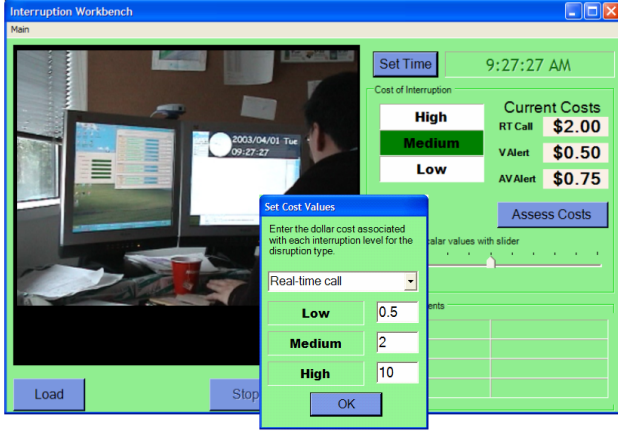 Interruption Workbench
Main
Set Time
9:27:27 AM
Cost of Interruption
High
Medium
Low
Current Costs
RT Call $2.00
V Alert $0.50
AV Alert $0.75
Assess Costs
2003/04/01 Tue
09:27:27
Set Cost Values
Enter the dollar cost associated
with each interruption level for the
disruption type.
Real-time call
Low 0.5
Medium 2
High 10
OK
values with slider
Load
Stop